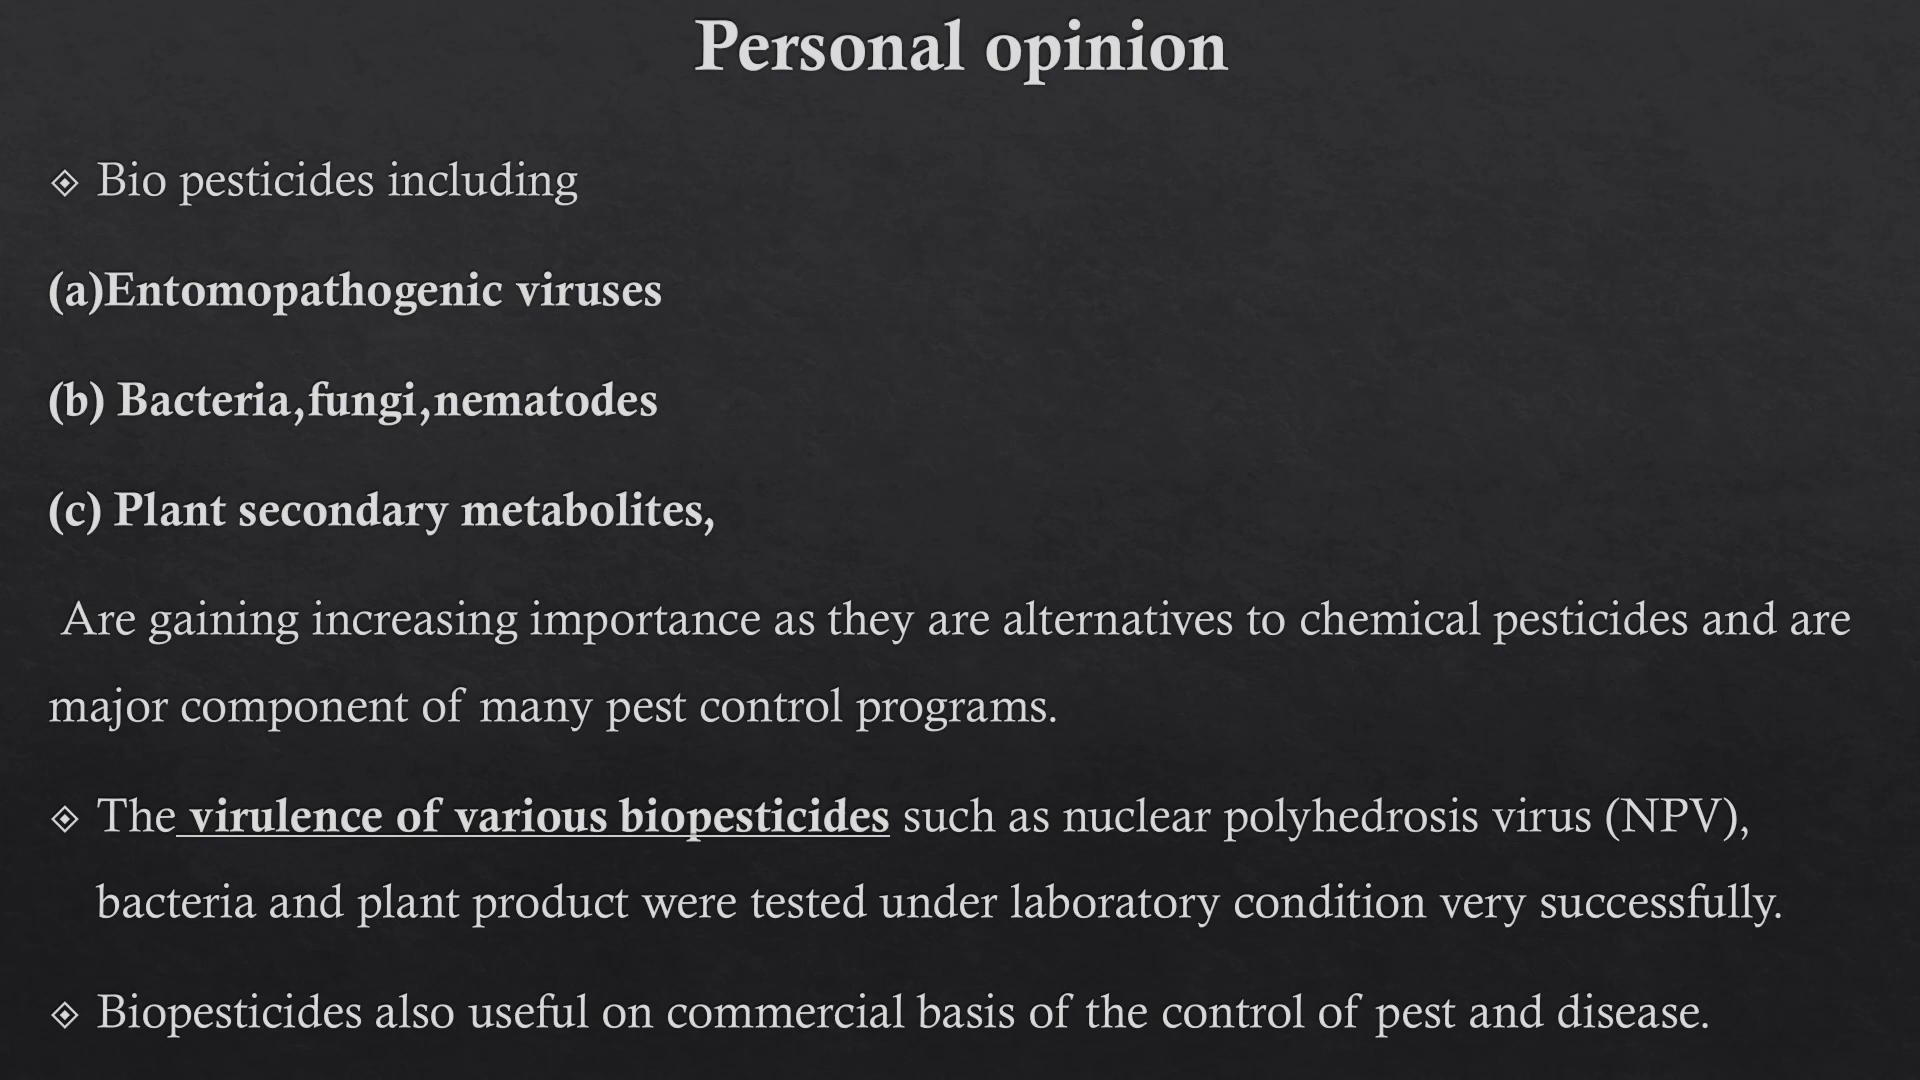 Personal opinion
Bio pesticides including
(a)Entomopathogenic viruses
(b) Bacteria,fungi,nematodes
(c) Plant secondary metabolites,
Are gaining increasing importance as they are alternatives to chemical pesticides and are
major component of many pest control programs.
The virulence of various biopesticides such as nuclear polyhedrosis virus (NPV),
bacteria and plant product were tested under laboratory condition very successfully.
Biopesticides also useful on commercial basis of the control of pest and disease.